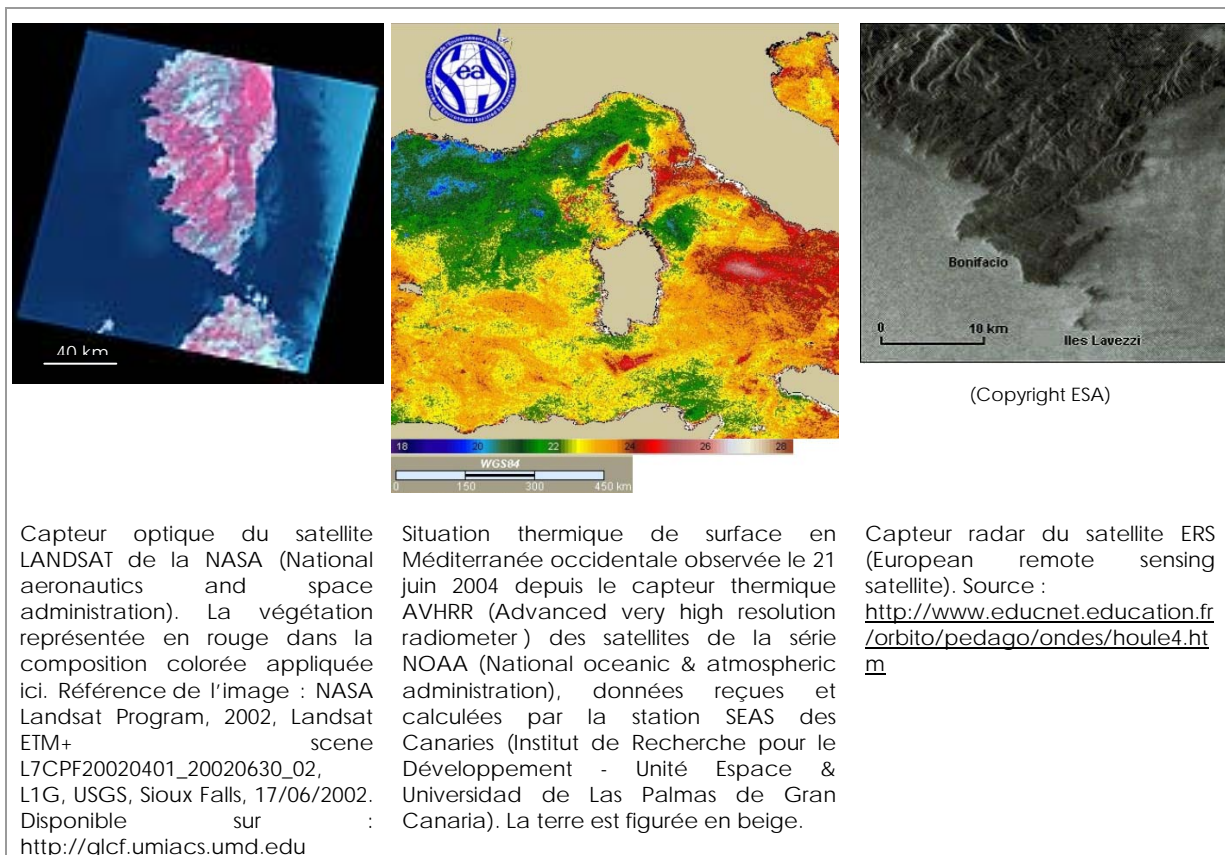 40 km
SeaS
18 20 22 24 26 28
WGS84
0 150 300 450 km
Bonifacio
0 10 km
Iles Lavezzi
(Copyright ESA)
Capteur optique du satellite
LANDSAT de la NASA (National
aeronautics and space
administration). La végétation
représentée en rouge dans la
composition colorée appliquée
ici. Référence de l'image : NASA
Landsat Program, 2002, Landsat
ETM+ scene
L7CPF20020401_20020630_02,
L1G, USGS, Sioux Falls, 17/06/2002.
Disponible sur :
http://glcf.umiacs.umd.edu
Situation thermique de surface en
Méditerranée occidentale observée le 21
juin 2004 depuis le capteur thermique
AVHRR (Advanced very high resolution
radiometer ) des satellites de la série
NOAA (National oceanic & atmospheric
administration), données reçues et
calculées par la station SEAS des
Canaries (Institut de Recherche pour le
Développement - Unité Espace &
Universidad de Las Palmas de Gran
Canaria). La terre est figurée en beige.
Capteur radar du satellite ERS
(European remote sensing
satellite). Source :
http://www.educnet.education.fr
/orbito/pedago/ondes/houle4.ht
m